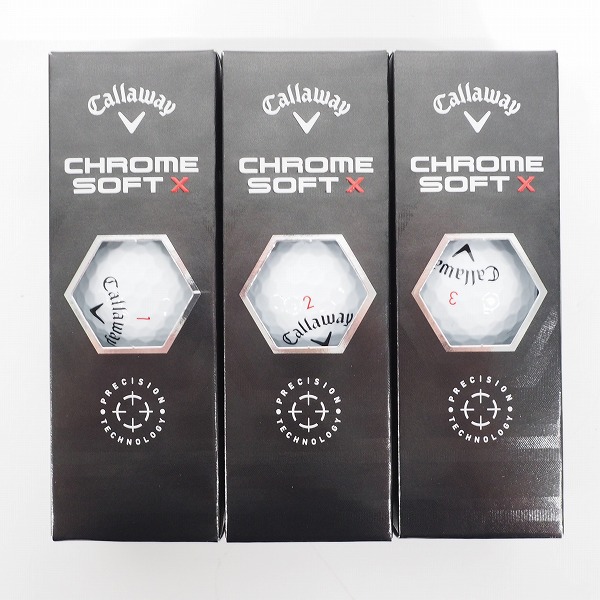 Callaway
CHROME
SOFT X
Callaway
1
PRECISION
TECHNOLOGY
Callaway
CHROME
SOFT X
2
Callaway
PRECISION
TECHNOLOGY
Callaway
CHROME
SOFT X
Callaway
3
PRECISION
TECHNOLOGY